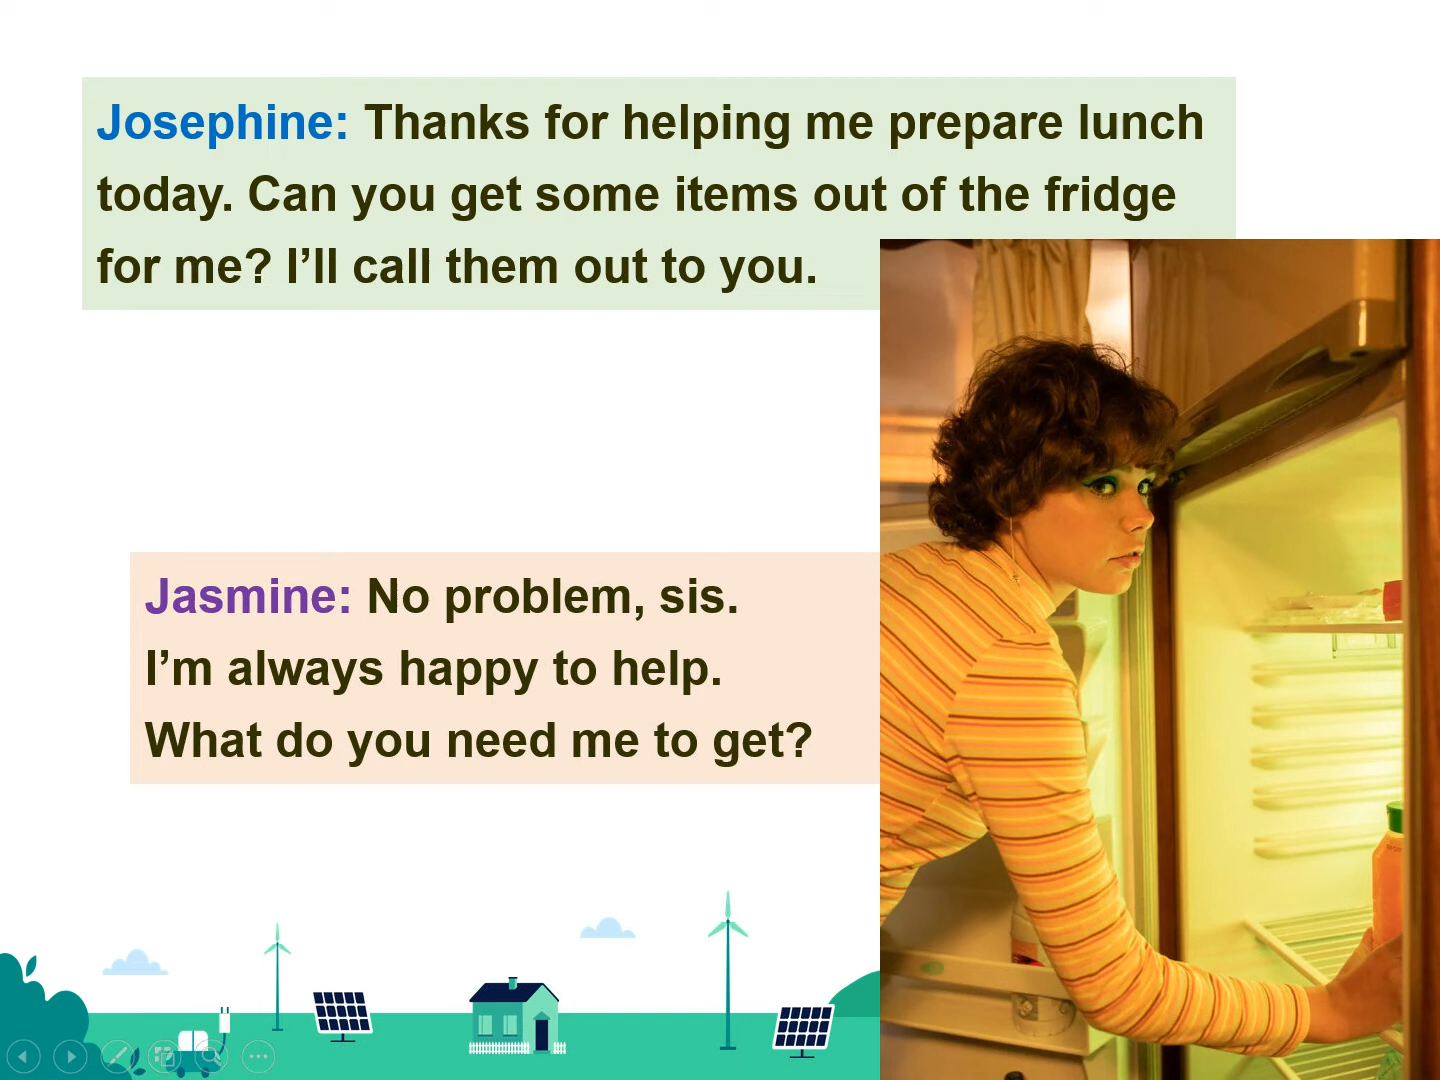 Josephine: Thanks for helping me prepare lunch
today. Can you get some items out of the fridge
for me? I’ll call them out to you.
Jasmine: No problem, sis.
I’m always happy to help.
What do you need me to get?